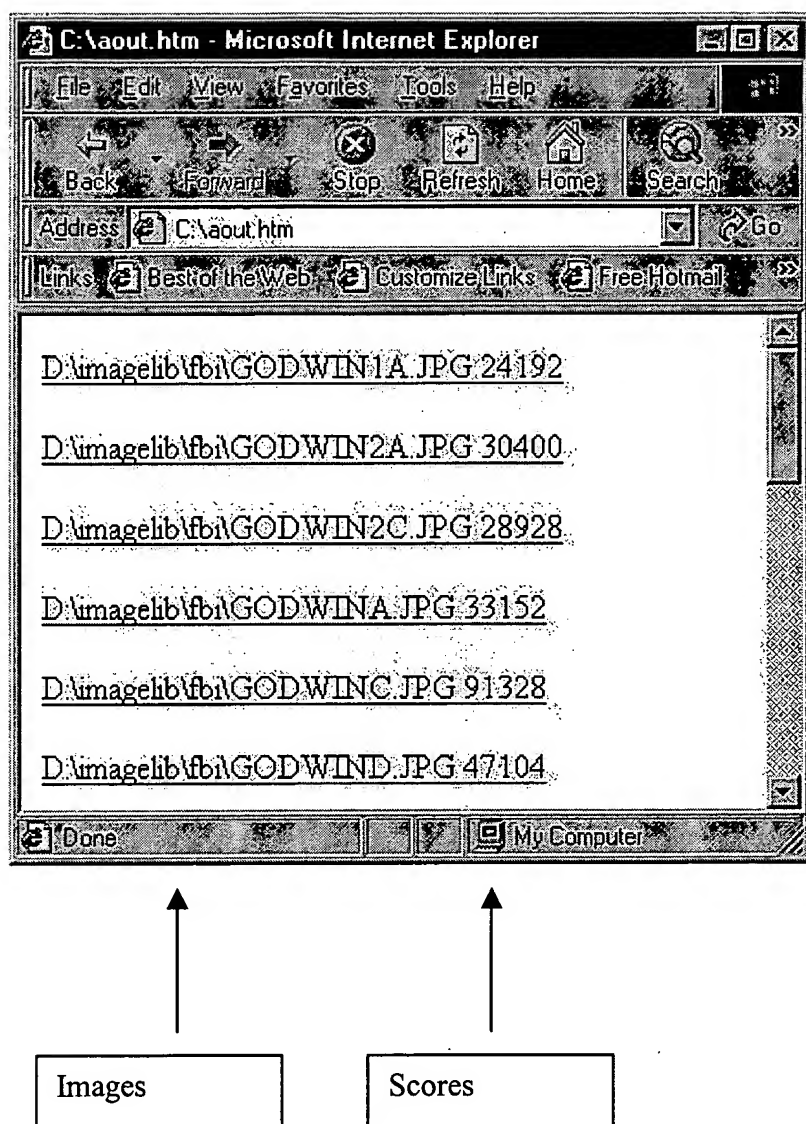 C:\aout.htm - Microsoft Internet Explorer
File Edit View Favorites Tools Help
Back Forward Stop Refresh Home Search »
Address C:\aout.htm Go
Links Best of the Web Customize Links Free Hotmail »
D:\imagelib\fbi\GODWIN1A.JPG 24192
D:\imagelib\fbi\GODWIN2A.JPG 30400
D:\imagelib\fbi\GODWIN2C.JPG 28928
D:\imagelib\fbi\GODWINA.JPG 33152
D:\imagelib\fbi\GODWINC.JPG 91328
D:\imagelib\fbi\GODWIND.JPG 47104
Done My Computer
Images Scores